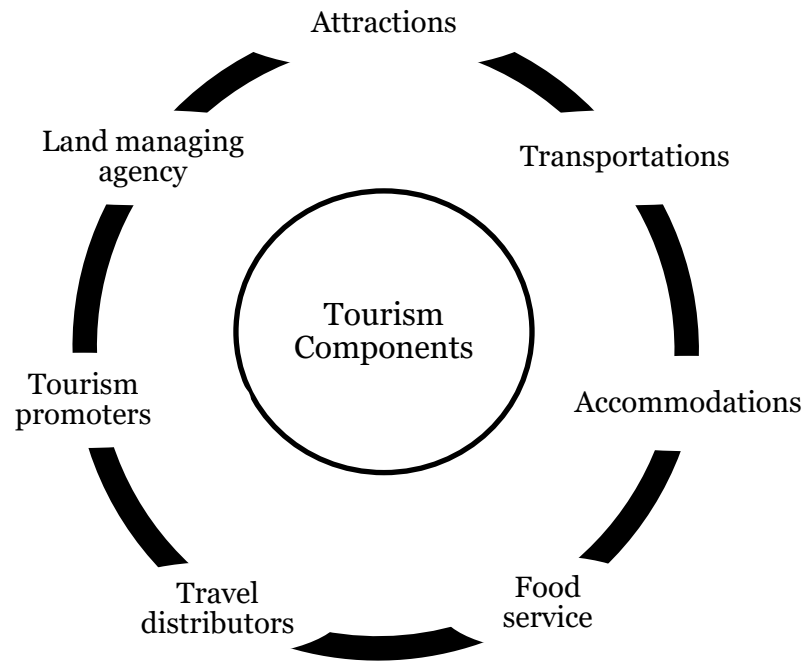 Attractions
Transportations
Accommodations
Food
service
Travel
distributors
Tourism
promoters
Land managing
agency
Tourism
Components